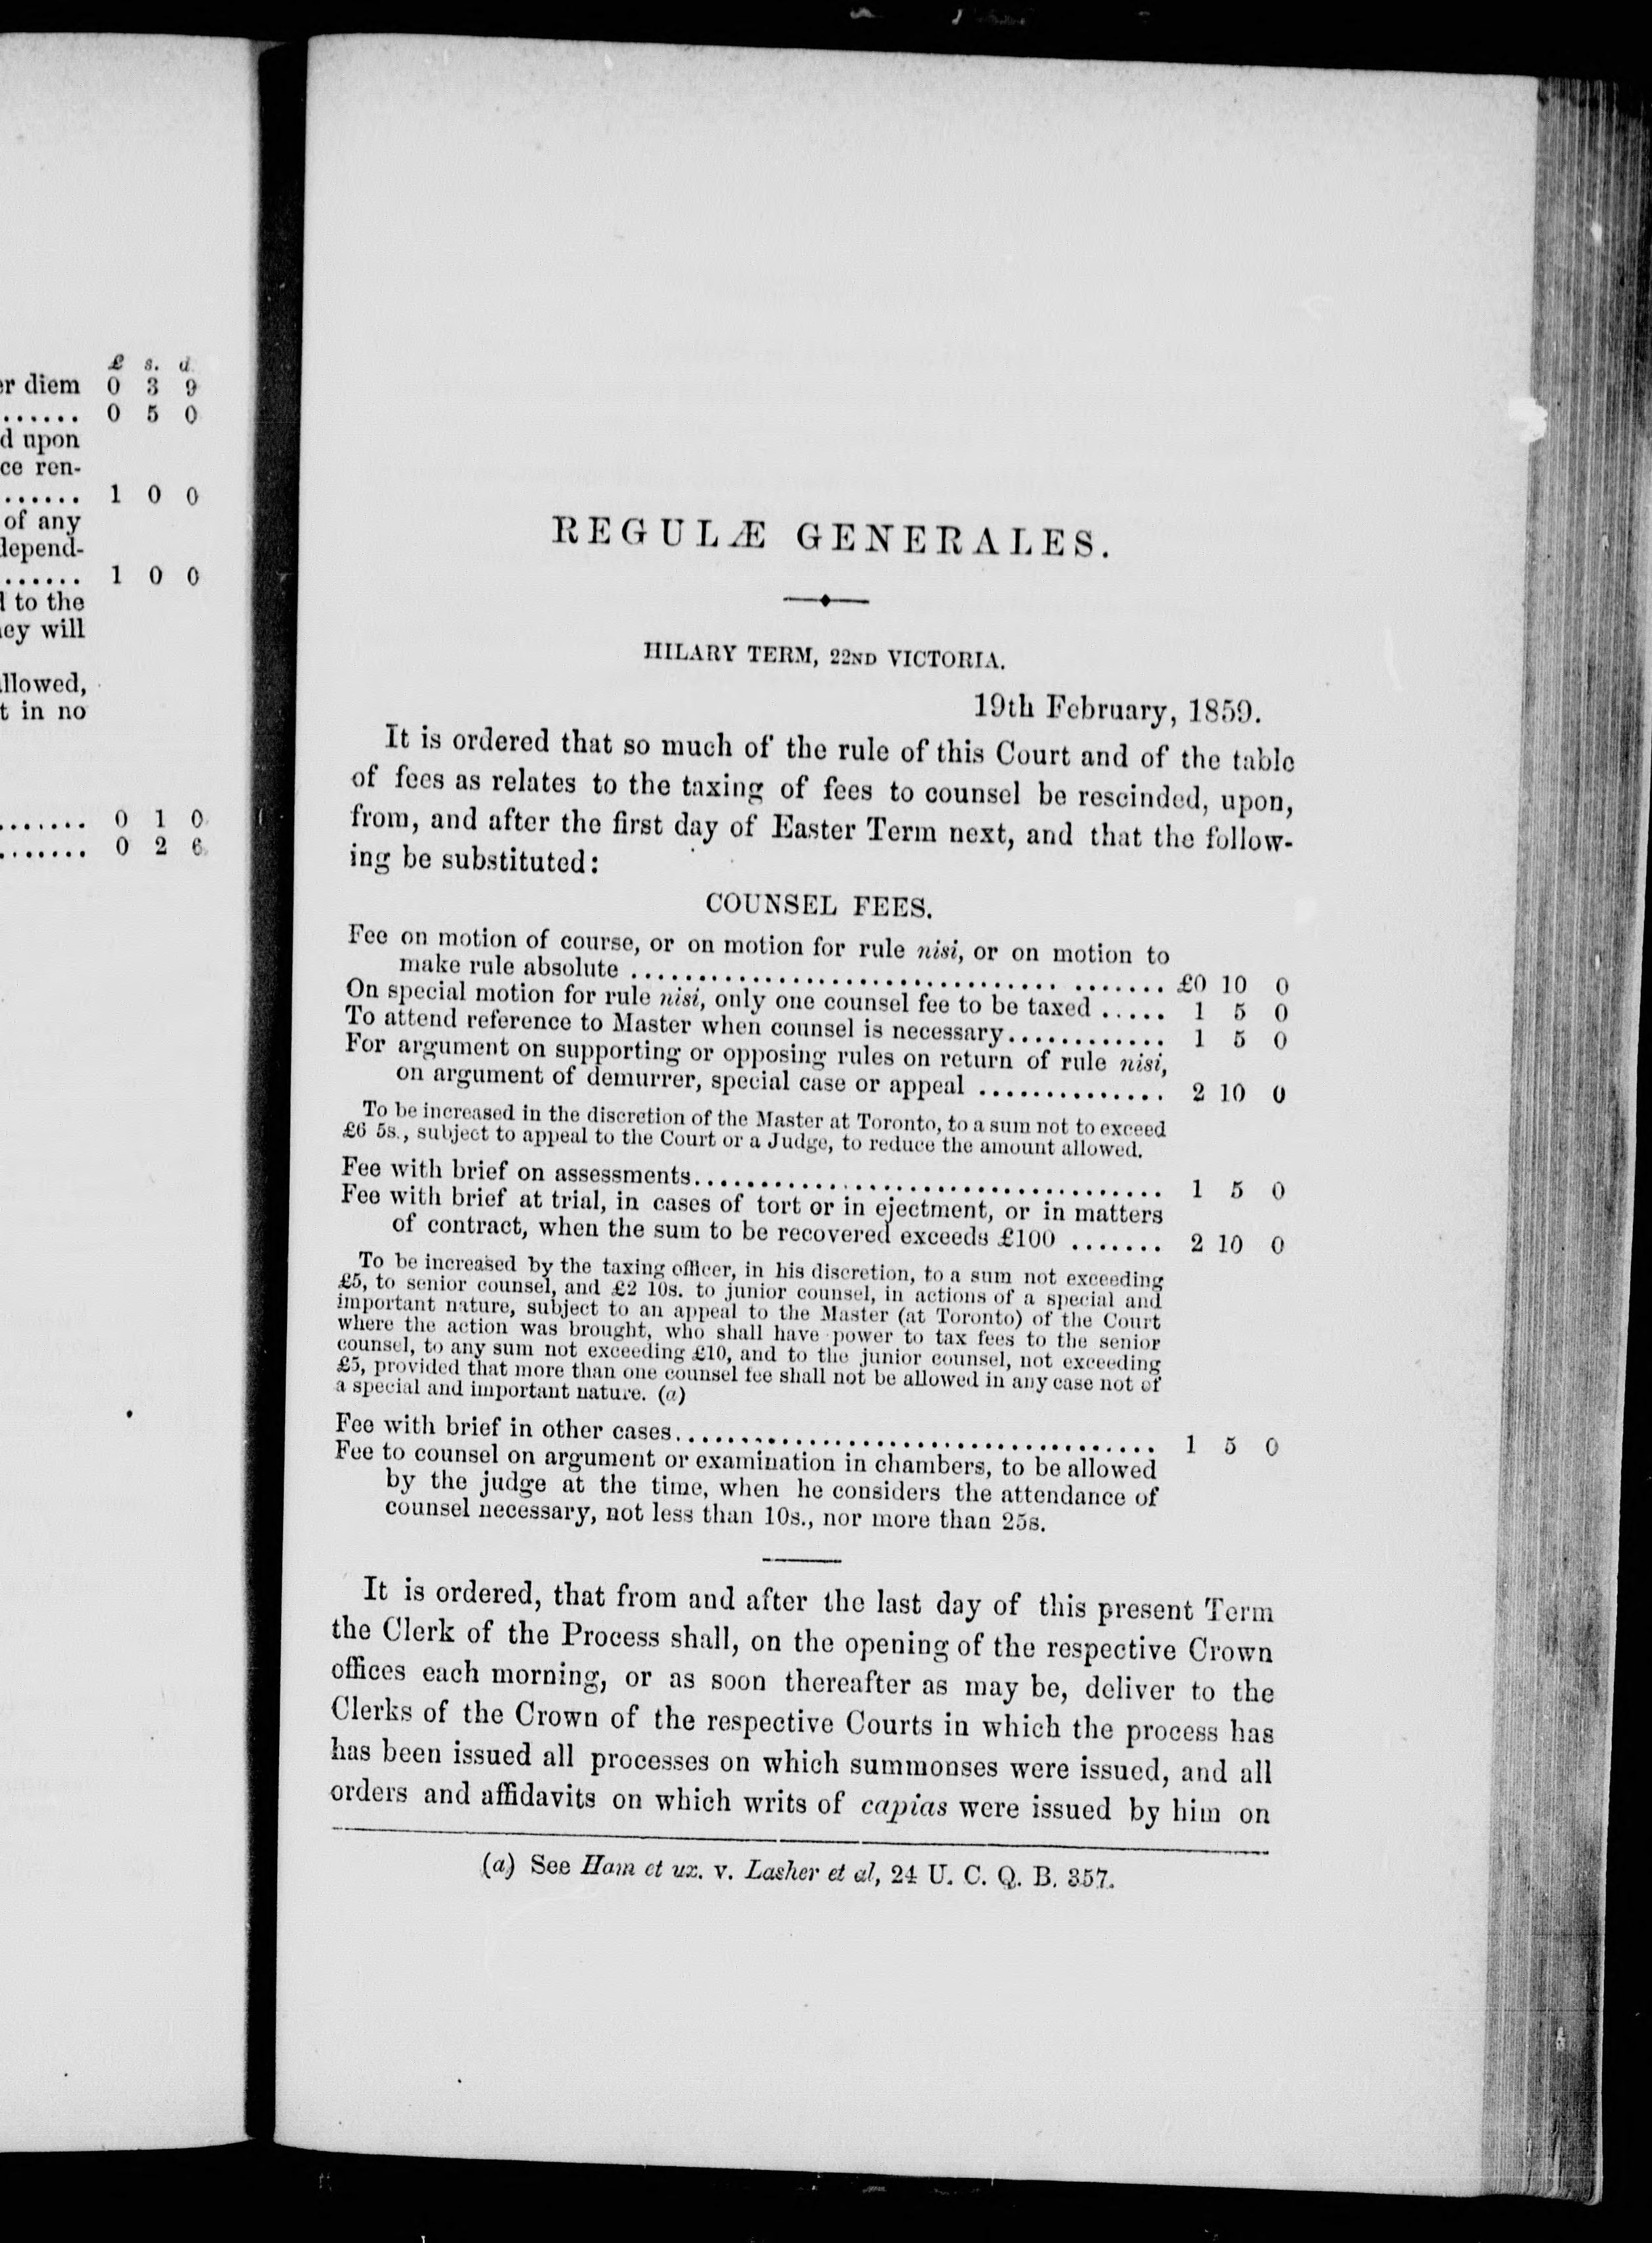 £ s. d
er diem 0 3 9
....... 0 5 0
d upon
ce ren-
....... 1 0 0
of any
depend-
....... 1 0 0
to the
ey will
llowed,
t in no
....... 0 1 0
....... 0 2 6
REGULÆ GENERALES.
HILARY TERM, 22ND VICTORIA.
19th February, 1859.
It is ordered that so much of the rule of this Court and of the table
of fees as relates to the taxing of fees to counsel be rescinded, upon,
from, and after the first day of Easter Term next, and that the follow-
ing be substituted:
COUNSEL FEES.
Fee on motion of course, or on motion for rule nisi, or on motion to
make rule absolute ....................................... £0 10 0
On special motion for rule nisi, only one counsel fee to be taxed ..... 1 5 0
To attend reference to Master when counsel is necessary............ 1 5 0
For argument on supporting or opposing rules on return of rule nisi,
on argument of demurrer, special case or appeal .............. 2 10 0
To be increased in the discretion of the Master at Toronto, to a sum not to exceed
£6 5s., subject to appeal to the Court or a Judge, to reduce the amount allowed.
Fee with brief on assessments................................... 1 5 0
Fee with brief at trial, in cases of tort or in ejectment, or in matters
of contract, when the sum to be recovered exceeds £100 ....... 2 10 0
To be increased by the taxing officer, in his discretion, to a sum not exceeding
£5, to senior counsel, and £2 10s. to junior counsel, in actions of a special and
important nature, subject to an appeal to the Master (at Toronto) of the Court
where the action was brought, who shall have power to tax fees to the senior
counsel, to any sum not exceeding £10, and to the junior counsel, not exceeding
£5, provided that more than one counsel fee shall not be allowed in any case not of
a special and important nature. (a)
Fee with brief in other cases.................................... 1 5 0
Fee to counsel on argument or examination in chambers, to be allowed
by the judge at the time, when he considers the attendance of
counsel necessary, not less than 10s., nor more than 25s.
It is ordered, that from and after the last day of this present Term
the Clerk of the Process shall, on the opening of the respective Crown
offices each morning, or as soon thereafter as may be, deliver to the
Clerks of the Crown of the respective Courts in which the process has
has been issued all processes on which summonses were issued, and all
orders and affidavits on which writs of capias were issued by him on
(a) See Ham et ux. v. Lasher et al, 24 U. C. Q. B. 357.